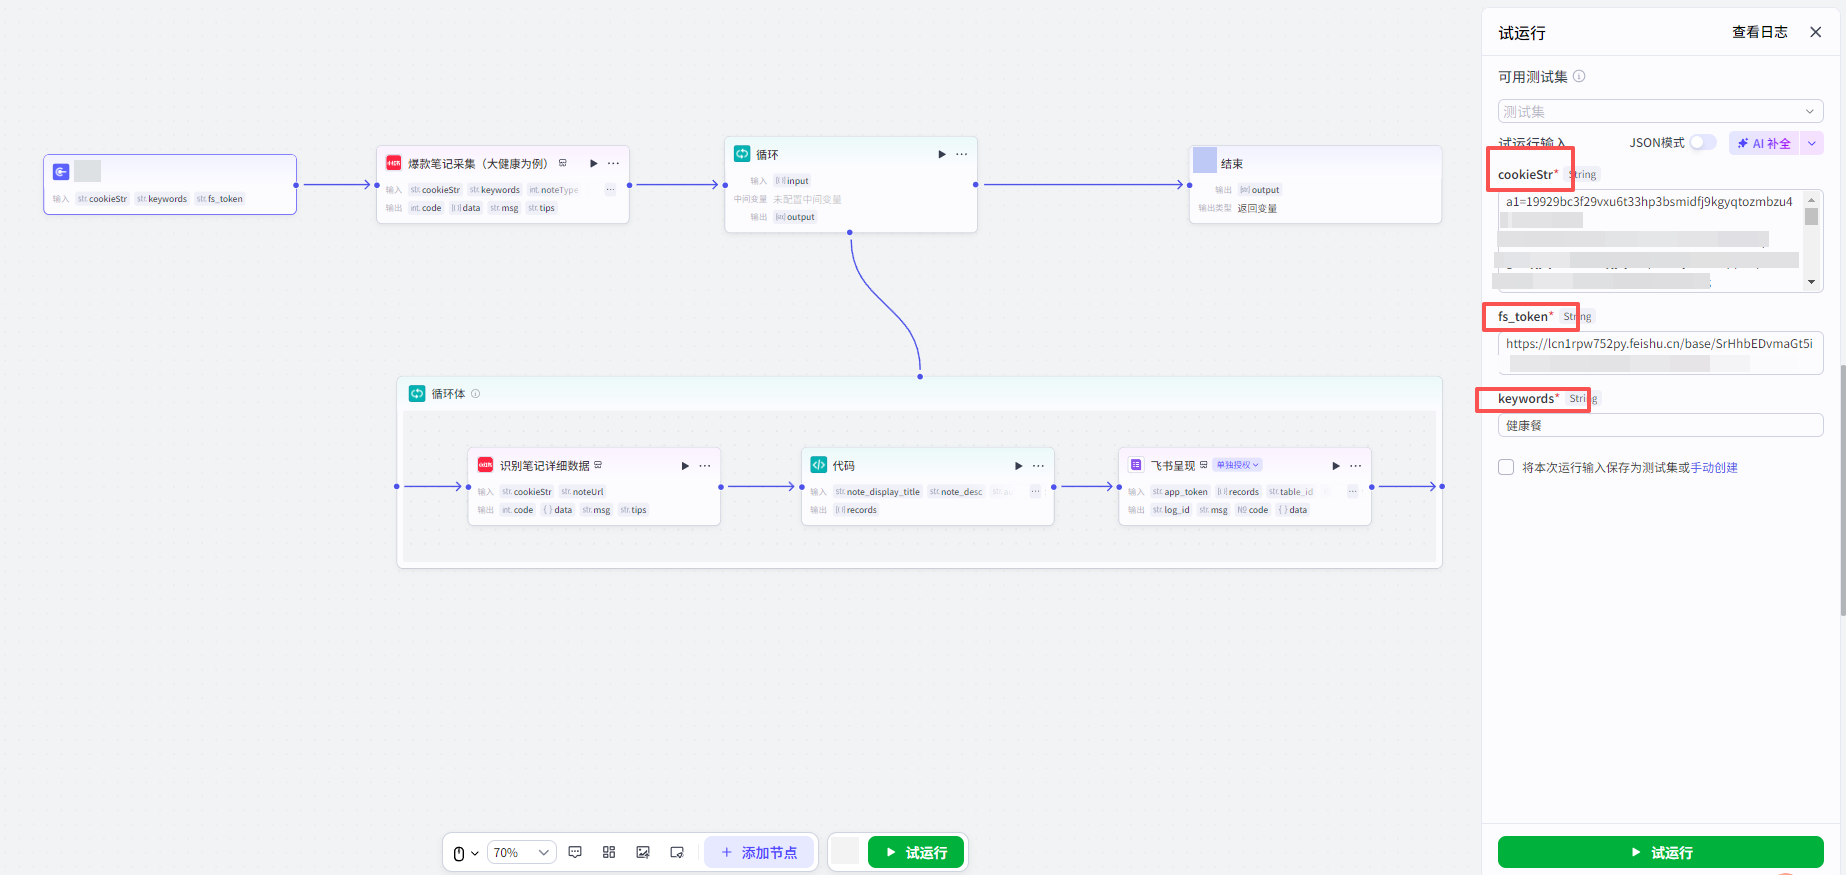 输入 str. cookieStr str. keywords str. fs_token
爆款笔记采集（大健康为例）
输入 str. cookieStr str. keywords int. noteType ...
输出 int. code [()] data str. msg str. tips
循环
输入 input
中间变量 未配置中间变量
输出 output
结束
输出 output
输出类型 返回变量
循环体
识别笔记详细数据
输入 str. cookieStr str. noteUrl
输出 int. code {} data str. msg str. tips
代码
输入 str. note_display_title str. note_desc ...
输出 records
飞书呈现 单独授权
输入 str. app_token records str. table_id ...
输出 str. log_id str. msg code {} data
70%
添加节点
试运行
试运行 查看日志
可用测试集
测试集
试运行输入 JSON模式 AI 补全
cookieStr* String
a1=19929bc3f29vxu6t33hp3bsmidfj9kgyqtozmbzu4
fs_token* String
https://lcn1rpw752py.feishu.cn/base/SrHhbEDvmaGt5i
keywords* String
健康餐
将本次运行输入保存为测试集或手动创建
试运行